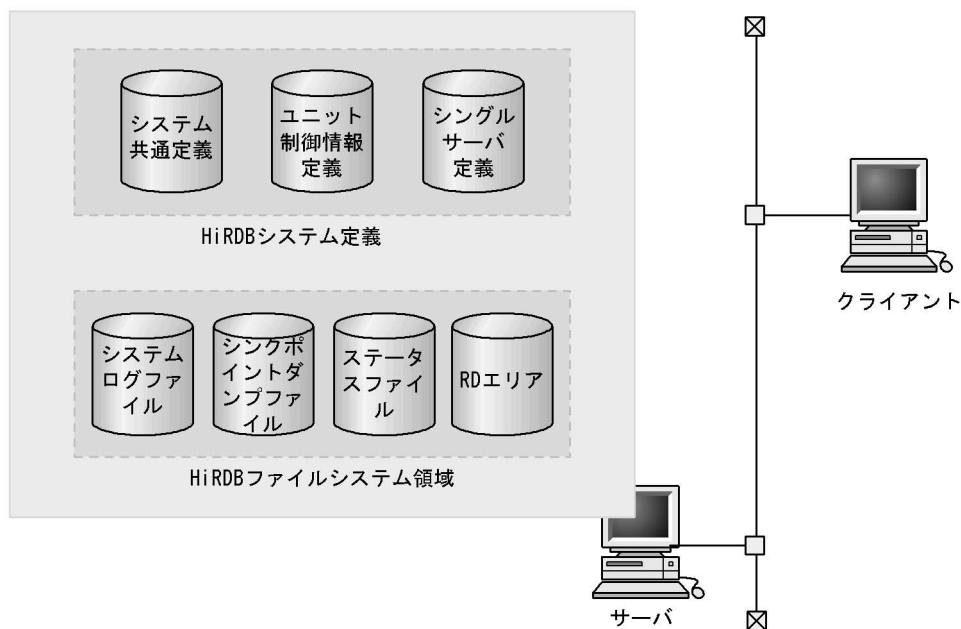 システム
共通定義
ユニット
制御情報
定義
シングル
サーバ
定義
HiRDBシステム定義
クライアント
システム
ログファ
イル
シンクポ
イントダ
ンプファ
イル
ステータ
スファイ
ル
RDエリア
HiRDBファイルシステム領域
サーバ